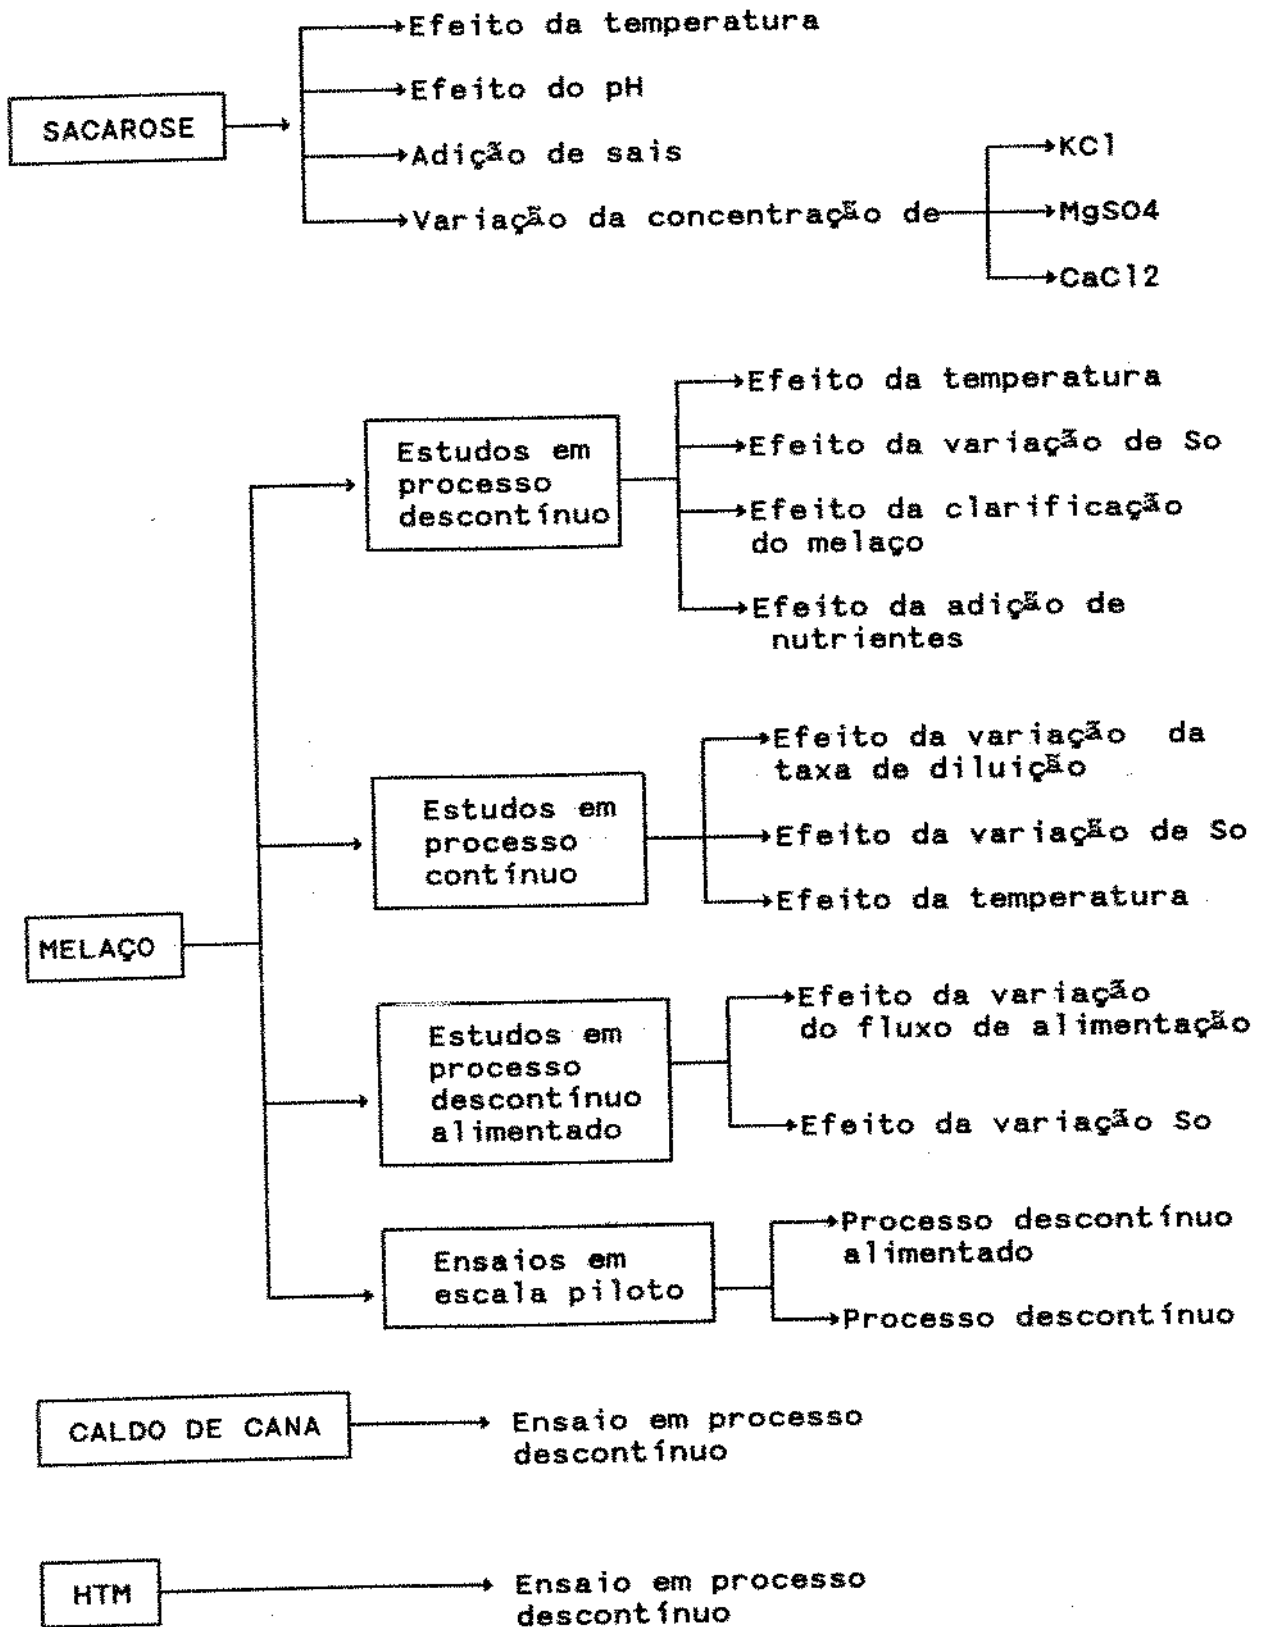 Efeito da temperatura
Efeito do pH
SACAROSE
Adição de sais
KCl
Variação da concentração de
MgSO4
CaCl2
Efeito da temperatura
Estudos em
processo
descontínuo
Efeito da variação de So
Efeito da clarificação
do melaço
Efeito da adição de
nutrientes
Efeito da variação da
taxa de diluição
Estudos em
processo
contínuo
Efeito da variação de So
Efeito da temperatura
MELAÇO
Efeito da variação
do fluxo de alimentação
Estudos em
processo
descontínuo
alimentado
Efeito da variação So
Processo descontínuo
alimentado
Ensaios em
escala piloto
Processo descontínuo
CALDO DE CANA
Ensaio em processo
descontínuo
HTM
Ensaio em processo
descontínuo